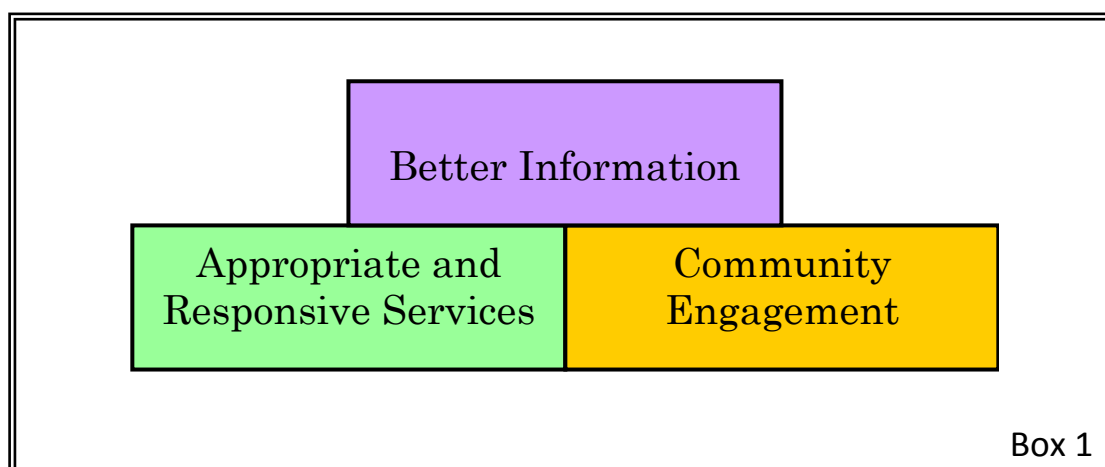 Better Information
Appropriate and
Responsive Services
Community
Engagement
Box 1